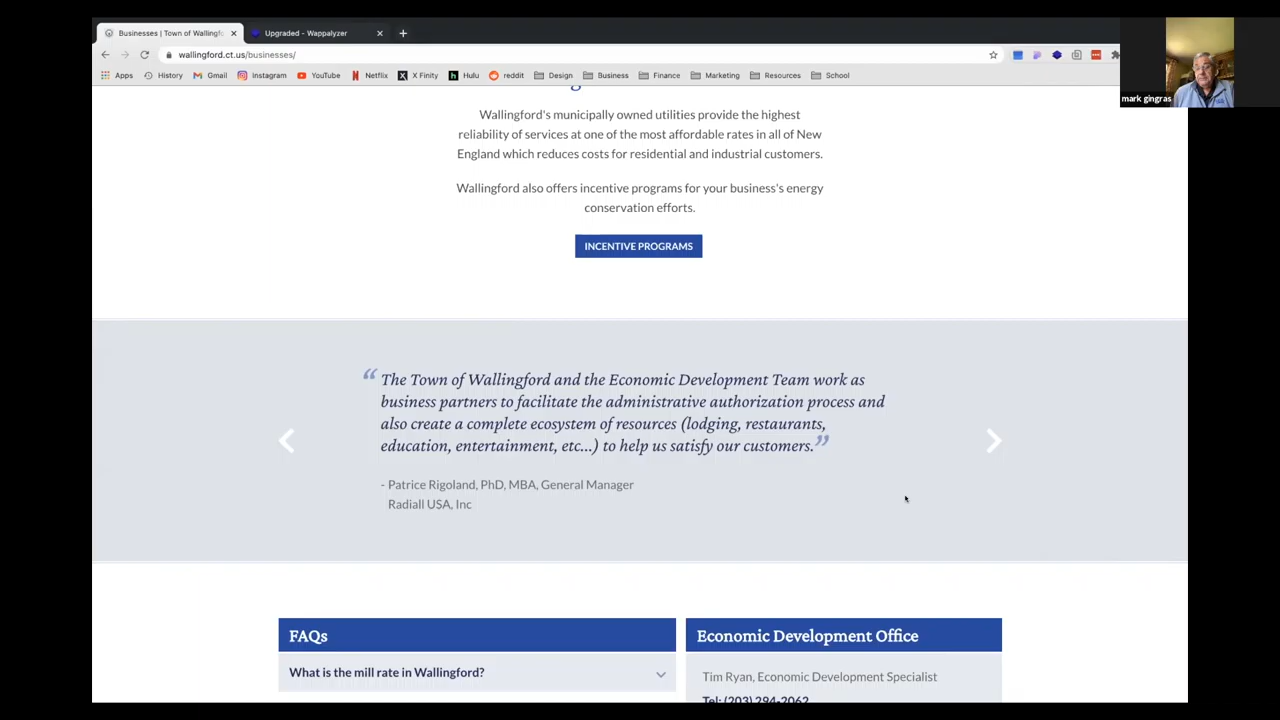 Businesses | Town of Wallingf
Upgraded - Wappalyzer
wallingford.ct.us/businesses/
Apps History Gmail Instagram YouTube Netflix X Finity Hulu reddit Design Business Finance Marketing Resources School
mark gingras
Wallingford's municipally owned utilities provide the highest
reliability of services at one of the most affordable rates in all of New
England which reduces costs for residential and industrial customers.
Wallingford also offers incentive programs for your business's energy
conservation efforts.
INCENTIVE PROGRAMS
“ The Town of Wallingford and the Economic Development Team work as
business partners to facilitate the administrative authorization process and
also create a complete ecosystem of resources (lodging, restaurants,
education, entertainment, etc...) to help us satisfy our customers.”
- Patrice Rigoland, PhD, MBA, General Manager
Radiall USA, Inc
FAQs
What is the mill rate in Wallingford?
Economic Development Office
Tim Ryan, Economic Development Specialist
Tel: (203) 294-2062